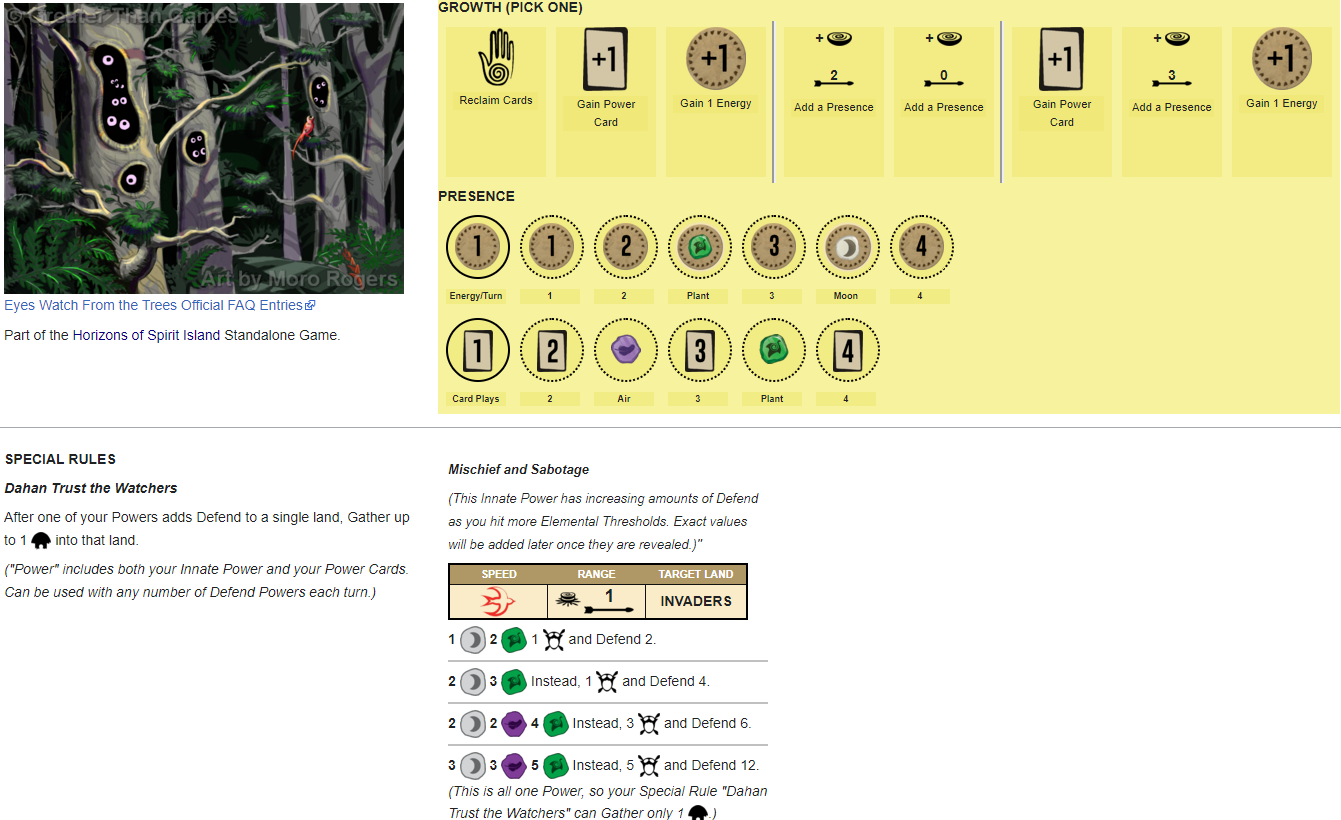 © Greater Than Games
Art by Moro Rogers
Eyes Watch From the Trees Official FAQ Entries
Part of the Horizons of Spirit Island Standalone Game.
GROWTH (PICK ONE)
Reclaim Cards
+1
Gain Power
Card
+1
Gain 1 Energy
+
2
Add a Presence
+
0
Add a Presence
+1
Gain Power
Card
+
3
Add a Presence
+1
Gain 1 Energy
PRESENCE
1 1 2 3 4
Energy/Turn 1 2 Plant 3 Moon 4
1 2 3 4
Card Plays 2 Air 3 Plant 4
SPECIAL RULES
Dahan Trust the Watchers
After one of your Powers adds Defend to a single land, Gather up
to 1 into that land.
("Power" includes both your Innate Power and your Power Cards.
Can be used with any number of Defend Powers each turn.)
Mischief and Sabotage
(This Innate Power has increasing amounts of Defend
as you hit more Elemental Thresholds. Exact values
will be added later once they are revealed.)"
SPEED RANGE TARGET LAND
1 INVADERS
1 2 1 and Defend 2.
2 3 Instead, 1 and Defend 4.
2 2 4 Instead, 3 and Defend 6.
3 3 5 Instead, 5 and Defend 12.
(This is all one Power, so your Special Rule "Dahan
Trust the Watchers" can Gather only 1 .)